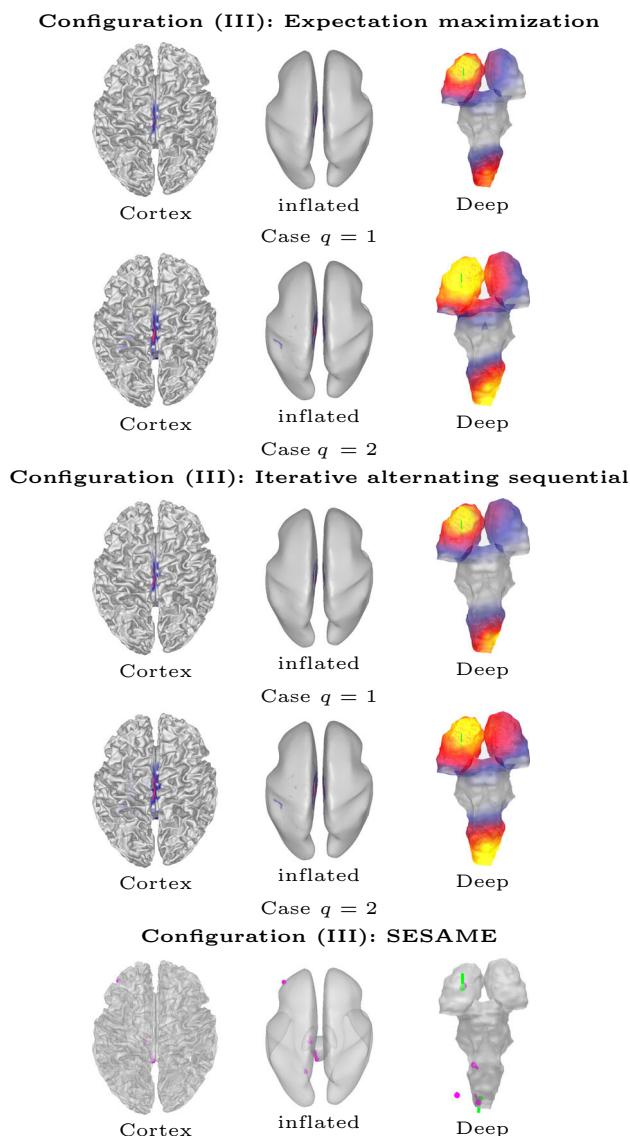 Configuration (III): Expectation maximization
Cortex inflated Deep
Case q = 1
Cortex inflated Deep
Case q = 2
Configuration (III): Iterative alternating sequential
Cortex inflated Deep
Case q = 1
Cortex inflated Deep
Case q = 2
Configuration (III): SESAME
Cortex inflated Deep